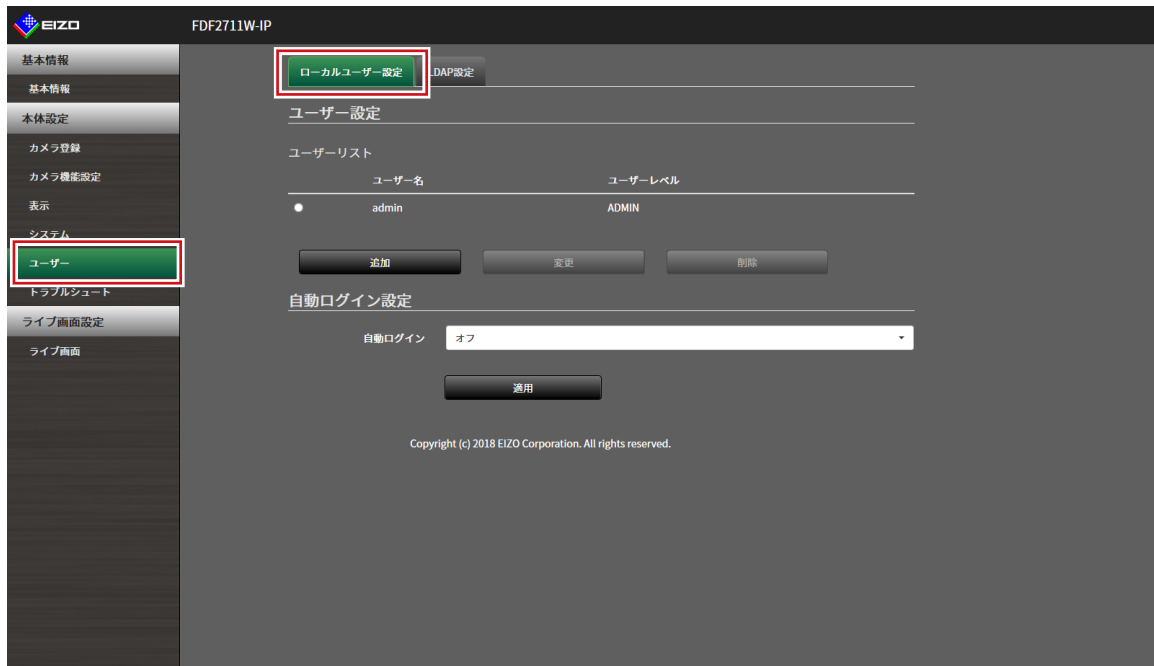 EIZO
FDF2711W-IP
基本情報
基本情報
本体設定
カメラ登録
カメラ機能設定
表示
システム
ユーザー
トラブルシュート
ライブ画面設定
ライブ画面
ローカルユーザー設定
LDAP設定
ユーザー設定
ユーザーリスト
ユーザー名 ユーザーレベル
admin ADMIN
追加 変更 削除
自動ログイン設定
自動ログイン オフ
適用
Copyright (c) 2018 EIZO Corporation. All rights reserved.